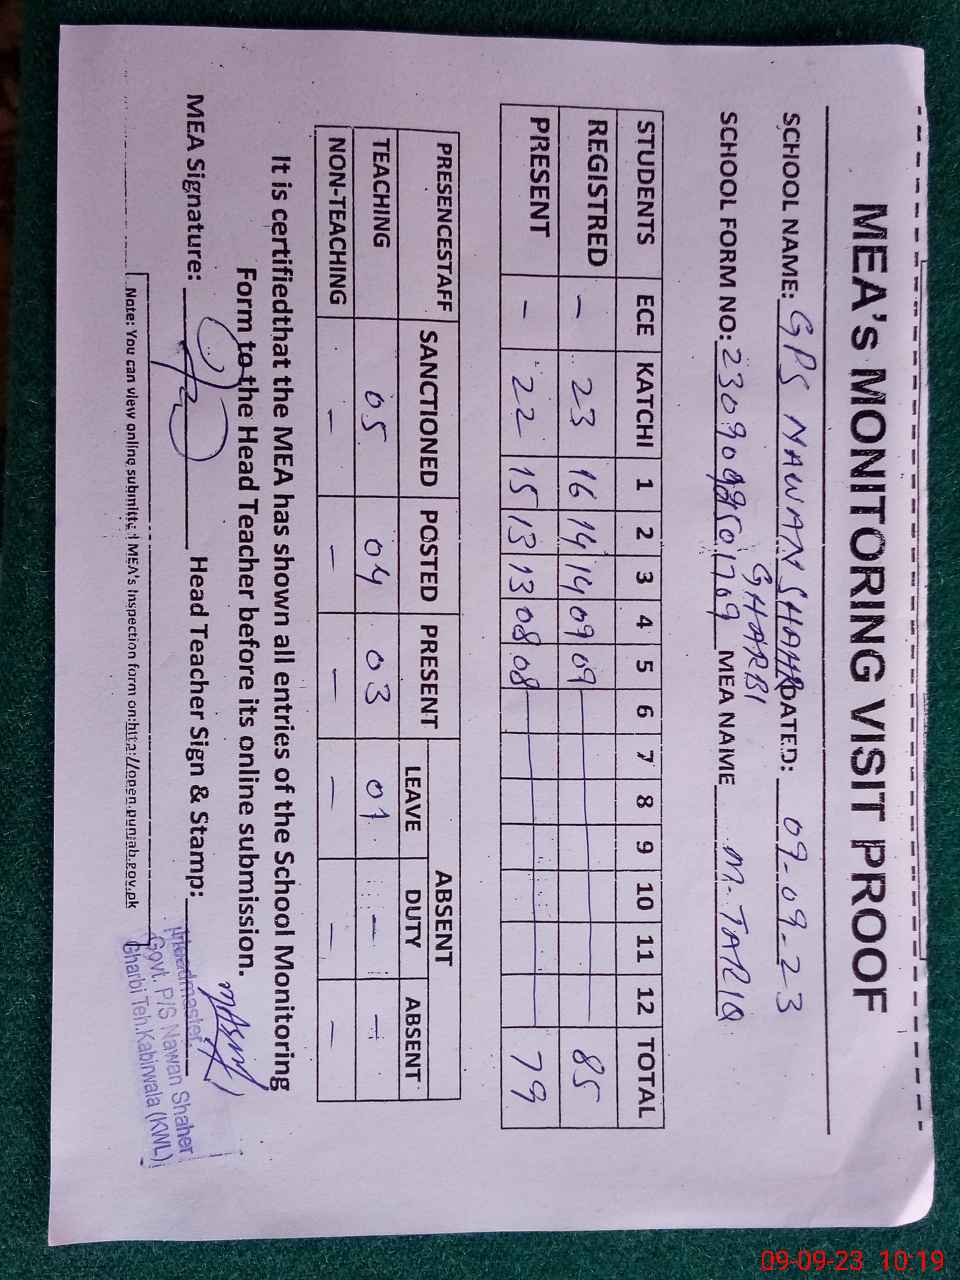 MEA's MONITORING VISIT PROOF
SCHOOL NAME: GPS NAWAN SHAHR DATED: 09-09-23
GHARBI
SCHOOL FORM NO: MEA NAME M. TARIQ
STUDENTS ECE KATCHI 1 2 3 4 5 6 7 8 9 10 11 12 TOTAL
REGISTRED - 23 16 14 14 09 09 85
PRESENT - 22 15 13 13 08 08 79
PRESENCESTAFF SANCTIONED POSTED PRESENT ABSENT
LEAVE DUTY ABSENT
TEACHING 05 04 03 01 - -
NON-TEACHING - - - - - -
It is certifiedthat the MEA has shown all entries of the School Monitoring
Form to the Head Teacher before its online submission.
MEA Signature: Head Teacher Sign & Stamp:
Headmaster
Govt. P/S Nawan Shaher
Gharbi Teh.Kabirwala (KWL)
Note: You can view online submitted MEA's Inspection form on:http://open.punjab.gov.pk
09-09-23 10:19